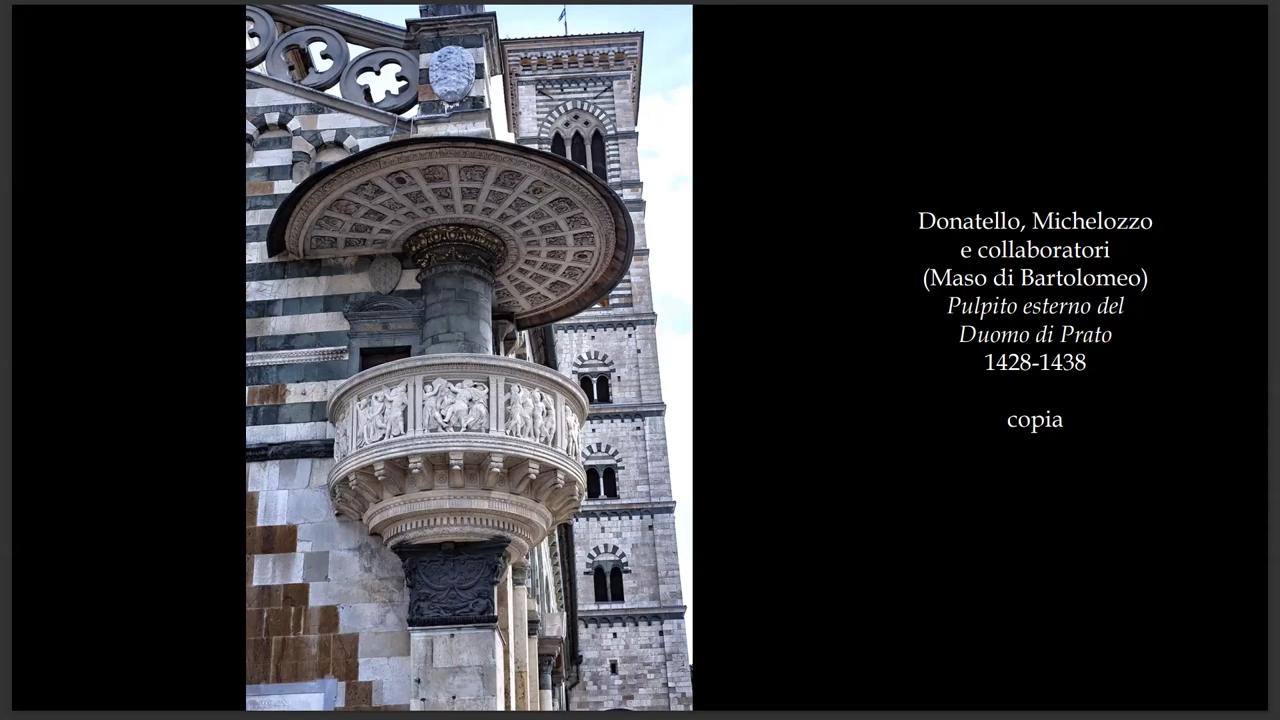 Donatello, Michelozzo
e collaboratori
(Maso di Bartolomeo)
Pulpito esterno del
Duomo di Prato
1428-1438
copia